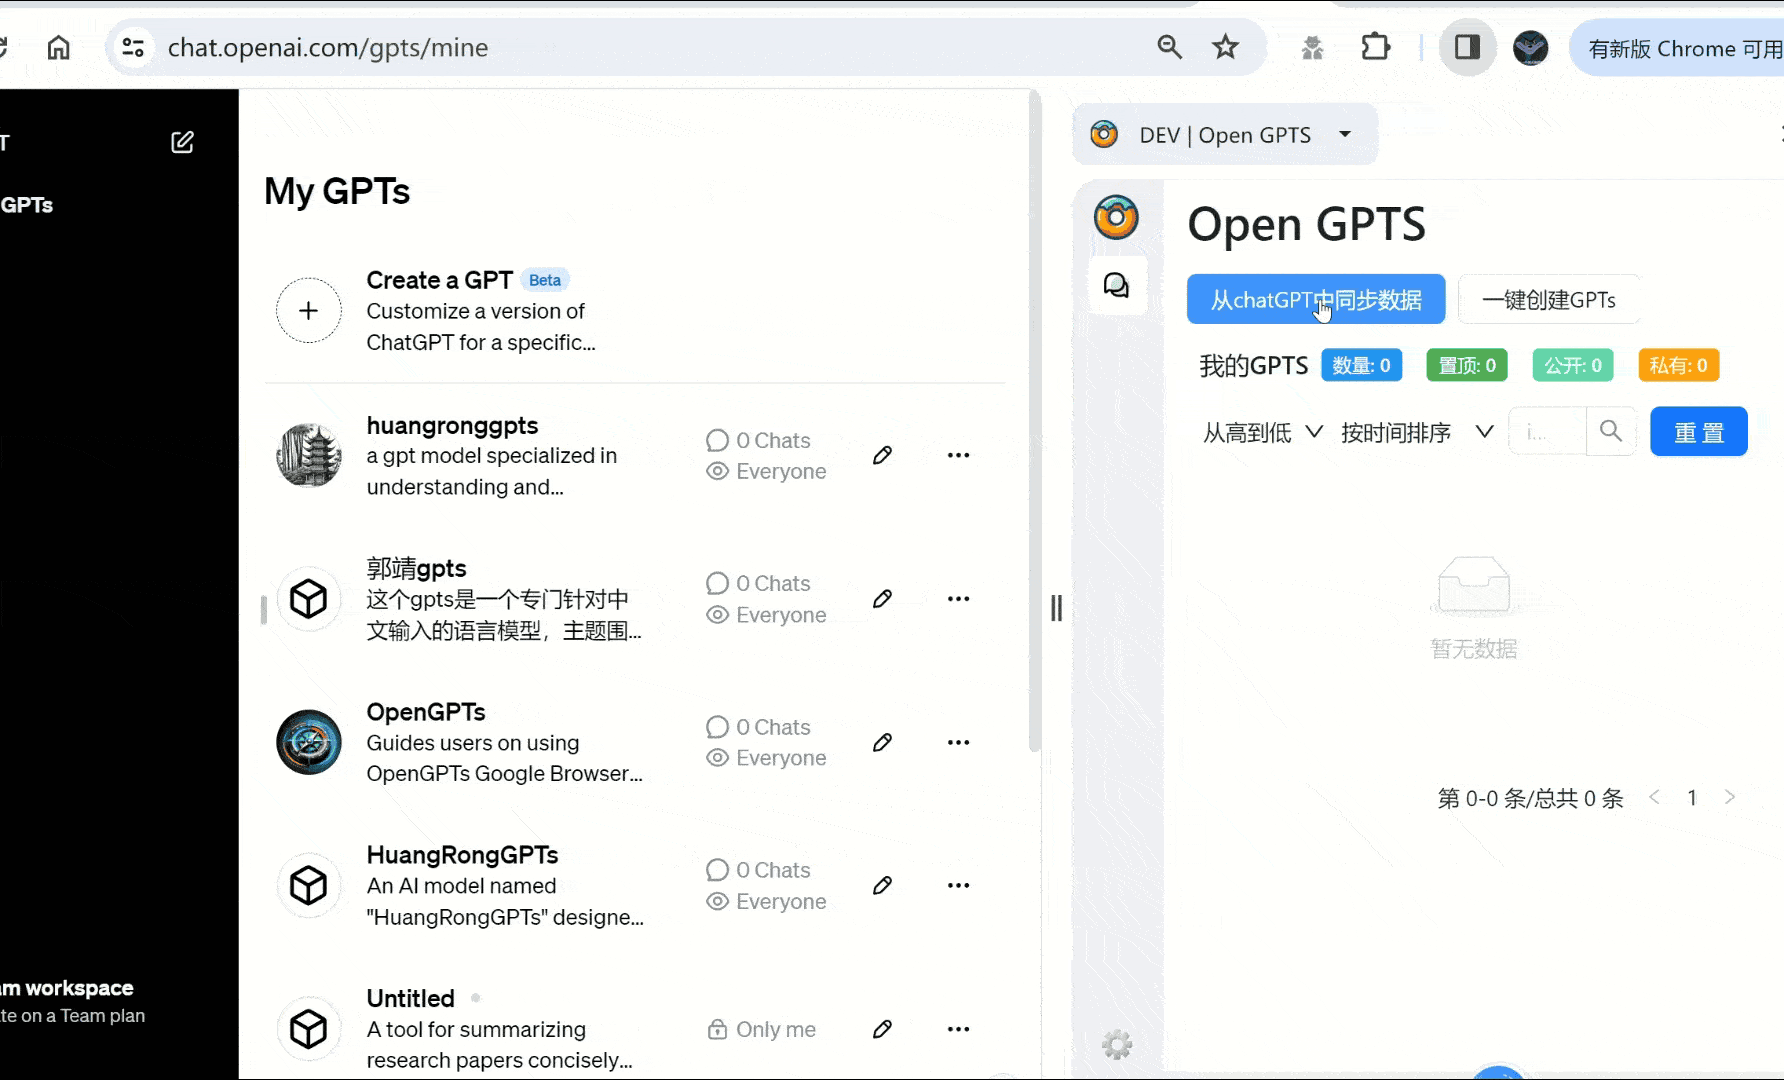 chat.openai.com/gpts/mine
有新版 Chrome 可用
T
GPTs
am workspace
te on a Team plan
My GPTs
Create a GPT Beta
Customize a version of
ChatGPT for a specific...
huangronggpts
a gpt model specialized in
understanding and...
0 Chats
Everyone
郭靖gpts
这个gpts是一个专门针对中
文输入的语言模型，主题围...
0 Chats
Everyone
OpenGPTs
Guides users on using
OpenGPTs Google Browser...
0 Chats
Everyone
HuangRongGPTs
An AI model named
"HuangRongGPTs" designe...
0 Chats
Everyone
Untitled
A tool for summarizing
research papers concisely...
Only me
DEV | Open GPTS
Open GPTS
从chatGPT中同步数据 一键创建GPTs
我的GPTS 数量: 0 置顶: 0 公开: 0 私有: 0
从高到低 按时间排序 i... 重 置
暂无数据
第 0-0 条/总共 0 条 < 1 >